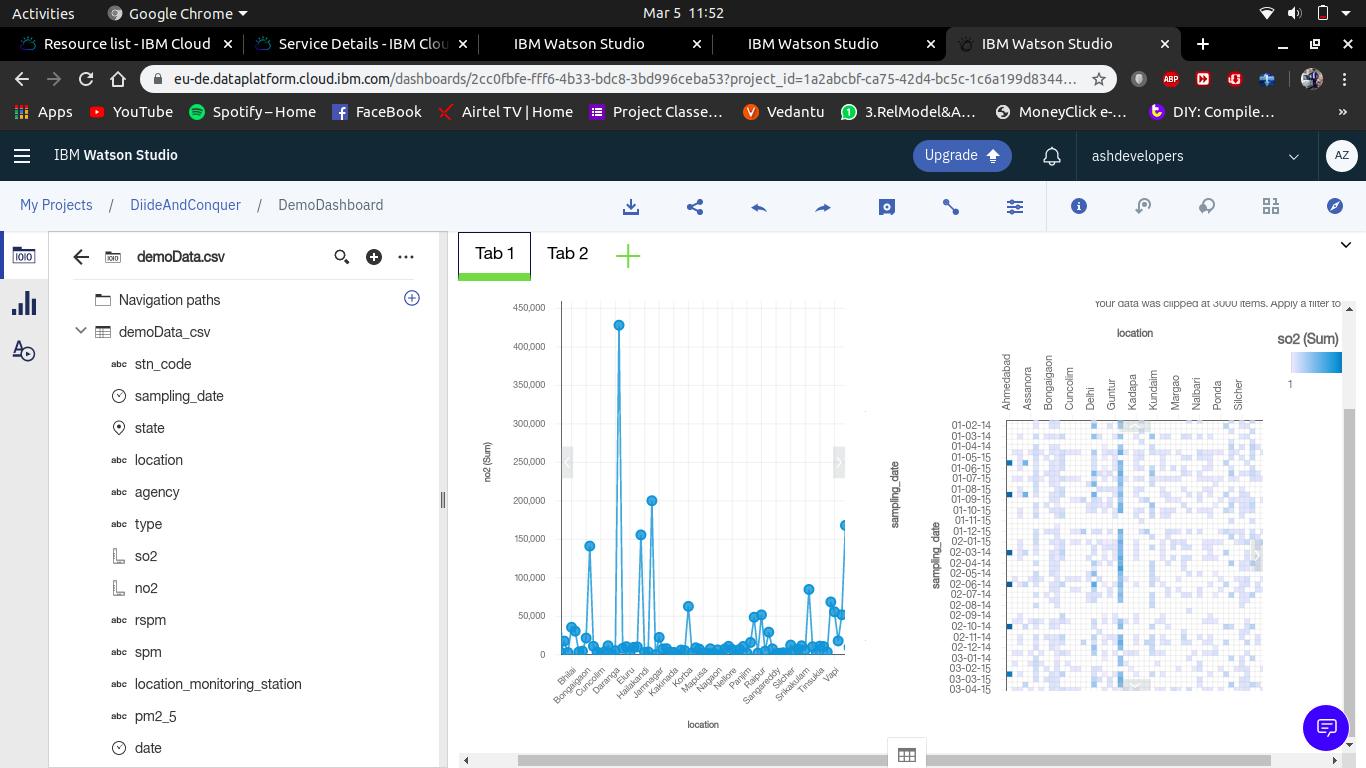 Activities Google Chrome Mar 5 11:52
Resource list - IBM Cloud Service Details - IBM Clou IBM Watson Studio IBM Watson Studio IBM Watson Studio
eu-de.dataplatform.cloud.ibm.com/dashboards/2cc0fbfe-fff6-4b33-bdc8-3bd996ceba53?project_id=1a2abcbf-ca75-42d4-bc5c-1c6a199d8344...
Apps YouTube Spotify – Home FaceBook Airtel TV | Home Project Classe... Vedantu 3.RelModel&A... MoneyClick e-... DIY: Compile... »
IBM Watson Studio Upgrade ashdevelopers AZ
My Projects / DiideAndConquer / DemoDashboard
demoData.csv
Navigation paths
demoData_csv
abc stn_code
sampling_date
state
abc location
abc agency
abc type
so2
no2
abc rspm
abc spm
abc location_monitoring_station
abc pm2_5
date
Tab 1 Tab 2
450,000
400,000
350,000
300,000
250,000
200,000
150,000
100,000
50,000
0
no2 (Sum)
Bhilai
Bongaigaon
Cuncolim
Daranga
Eluru
Hailakandi
Jamnagar
Kakinada
Korba
Mapusa
Nagaon
Nellore
Panjim
Raipur
Sangareddy
Silcher
Srikakulam
Tinsukia
Vapi
location
Your data was clipped at 3000 items. Apply a filter to
location
so2 (Sum)
1
Ahmedabad
Assanora
Bongaigaon
Cuncolim
Delhi
Guntur
Kadapa
Kundaim
Margao
Nalbari
Ponda
Silcher
sampling_date
sampling_date
01-02-14
01-03-14
01-04-14
01-05-15
01-06-15
01-07-15
01-08-15
01-09-15
01-10-15
01-11-15
01-12-15
02-01-15
02-03-14
02-04-14
02-05-14
02-06-14
02-07-14
02-08-14
02-09-14
02-10-14
02-11-14
02-12-14
03-01-14
03-02-15
03-03-15
03-04-15